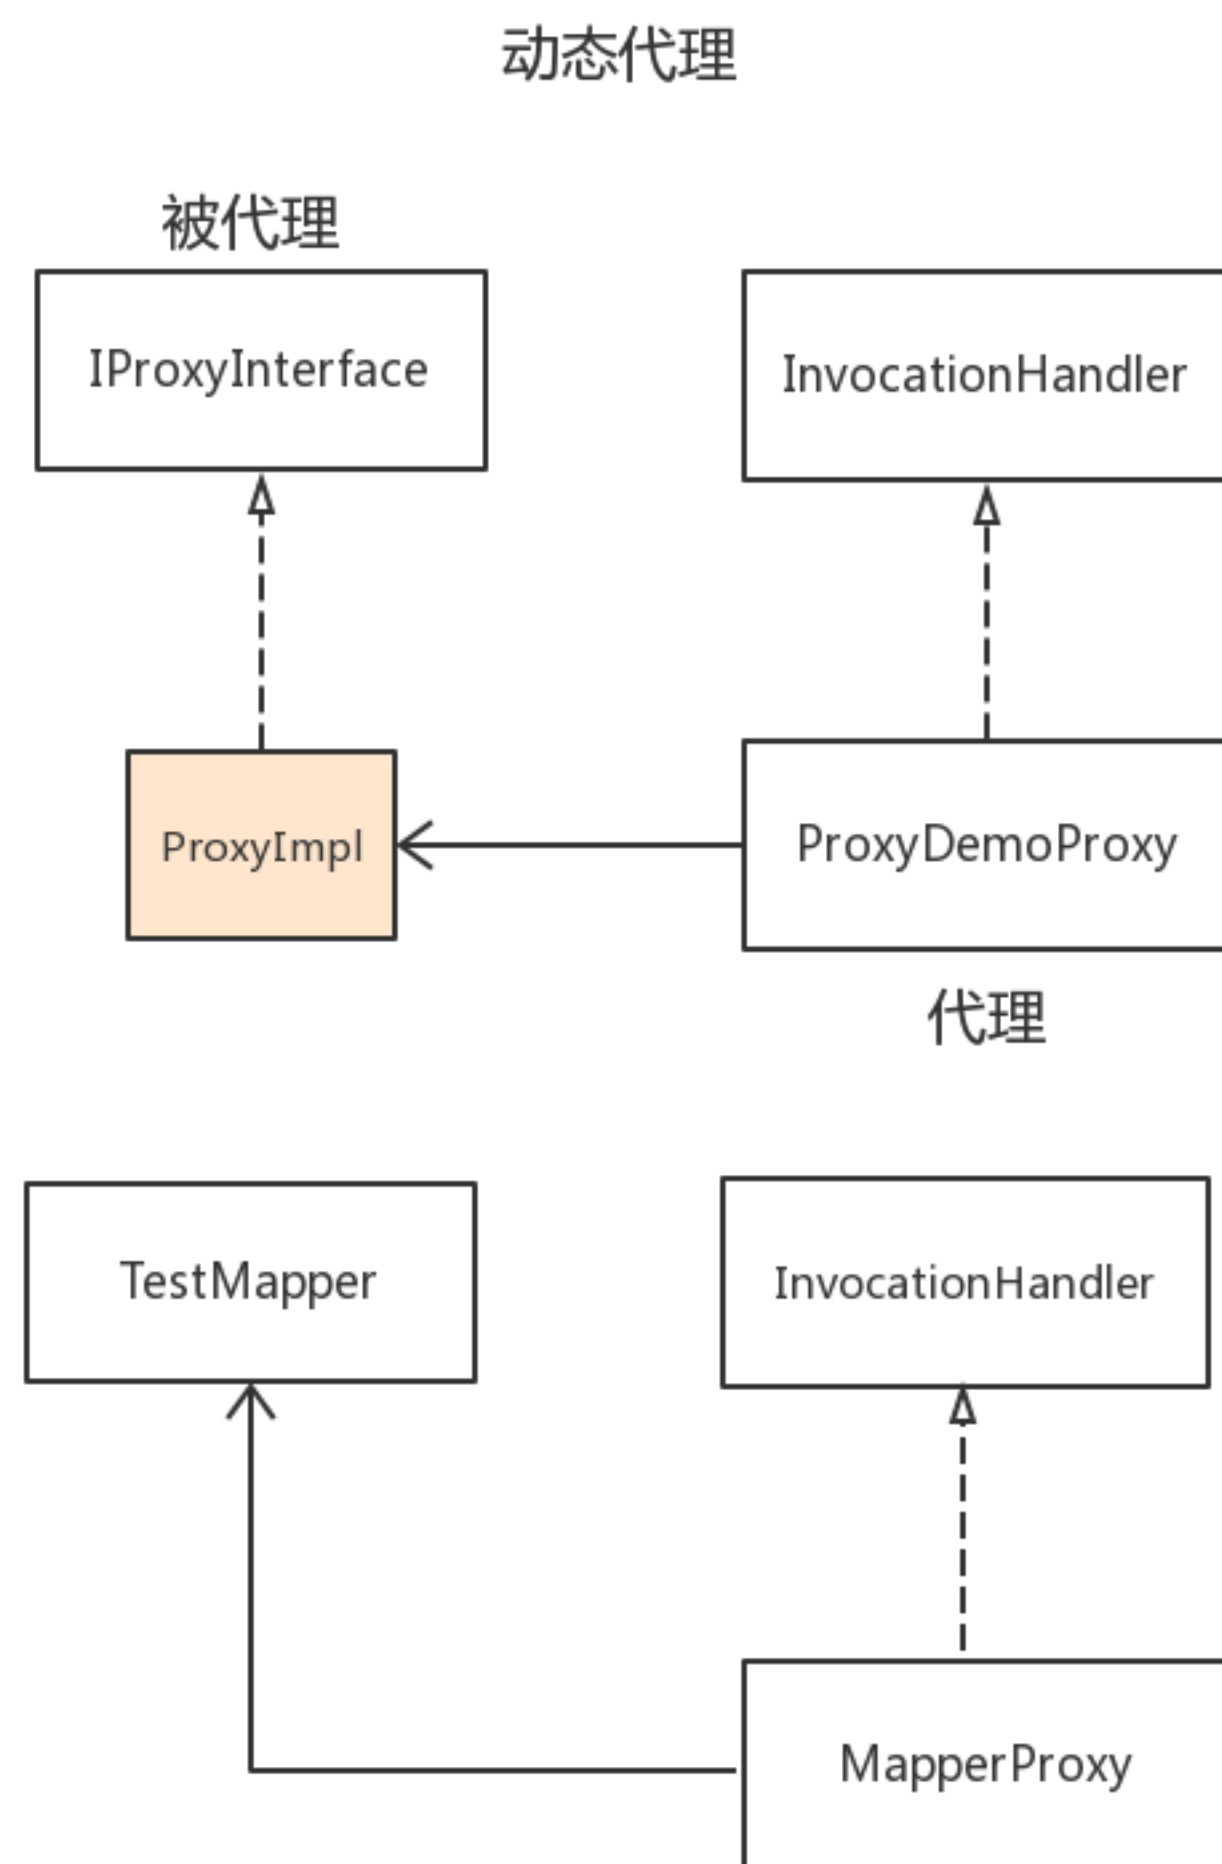 动态代理
被代理
IProxyInterface
InvocationHandler
ProxyImpl
ProxyDemoProxy
代理
TestMapper
InvocationHandler
MapperProxy